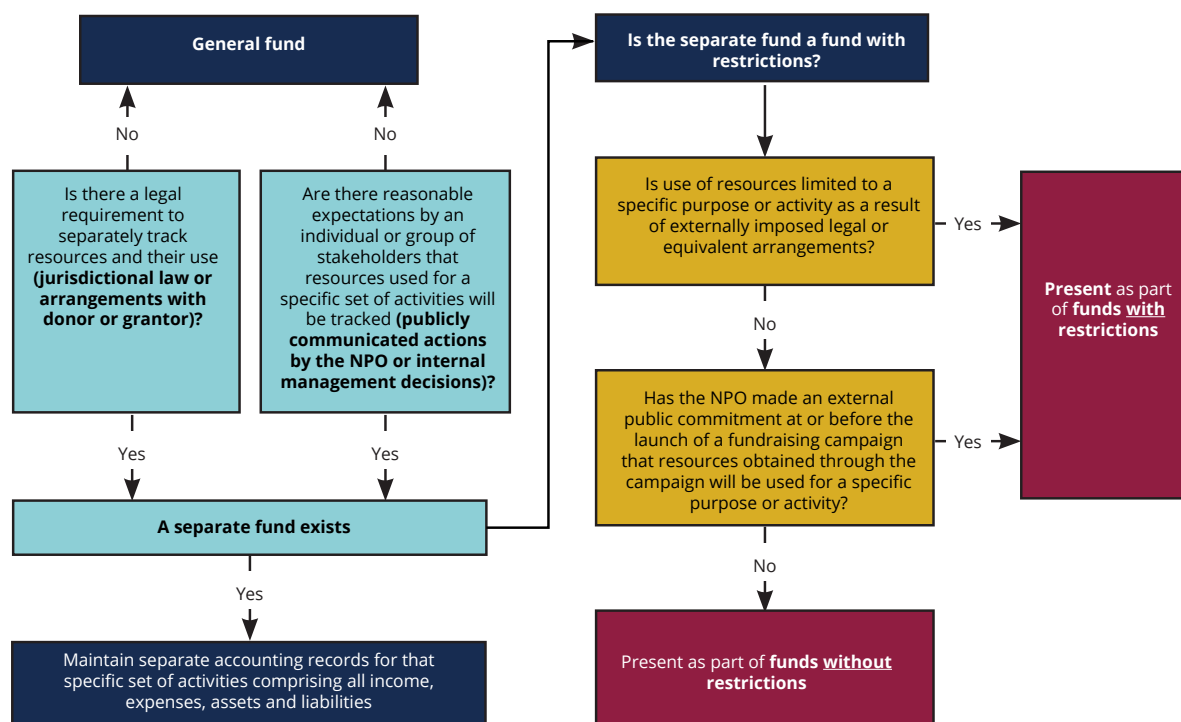 General fund
No
No
Is there a legal
requirement to
separately track
resources and their use
(jurisdictional law or
arrangements with
donor or grantor)?
Are there reasonable
expectations by an
individual or group of
stakeholders that
resources used for a
specific set of activities will
be tracked (publicly
communicated actions
by the NPO or internal
management decisions)?
Yes
Yes
A separate fund exists
Yes
Maintain separate accounting records for that
specific set of activities comprising all income,
expenses, assets and liabilities
Is the separate fund a fund with
restrictions?
Is use of resources limited to a
specific purpose or activity as a result
of externally imposed legal or
equivalent arrangements?
Yes
No
Has the NPO made an external
public commitment at or before the
launch of a fundraising campaign
that resources obtained through the
campaign will be used for a specific
purpose or activity?
Yes
No
Present as part
of funds with
restrictions
Present as part of funds without
restrictions